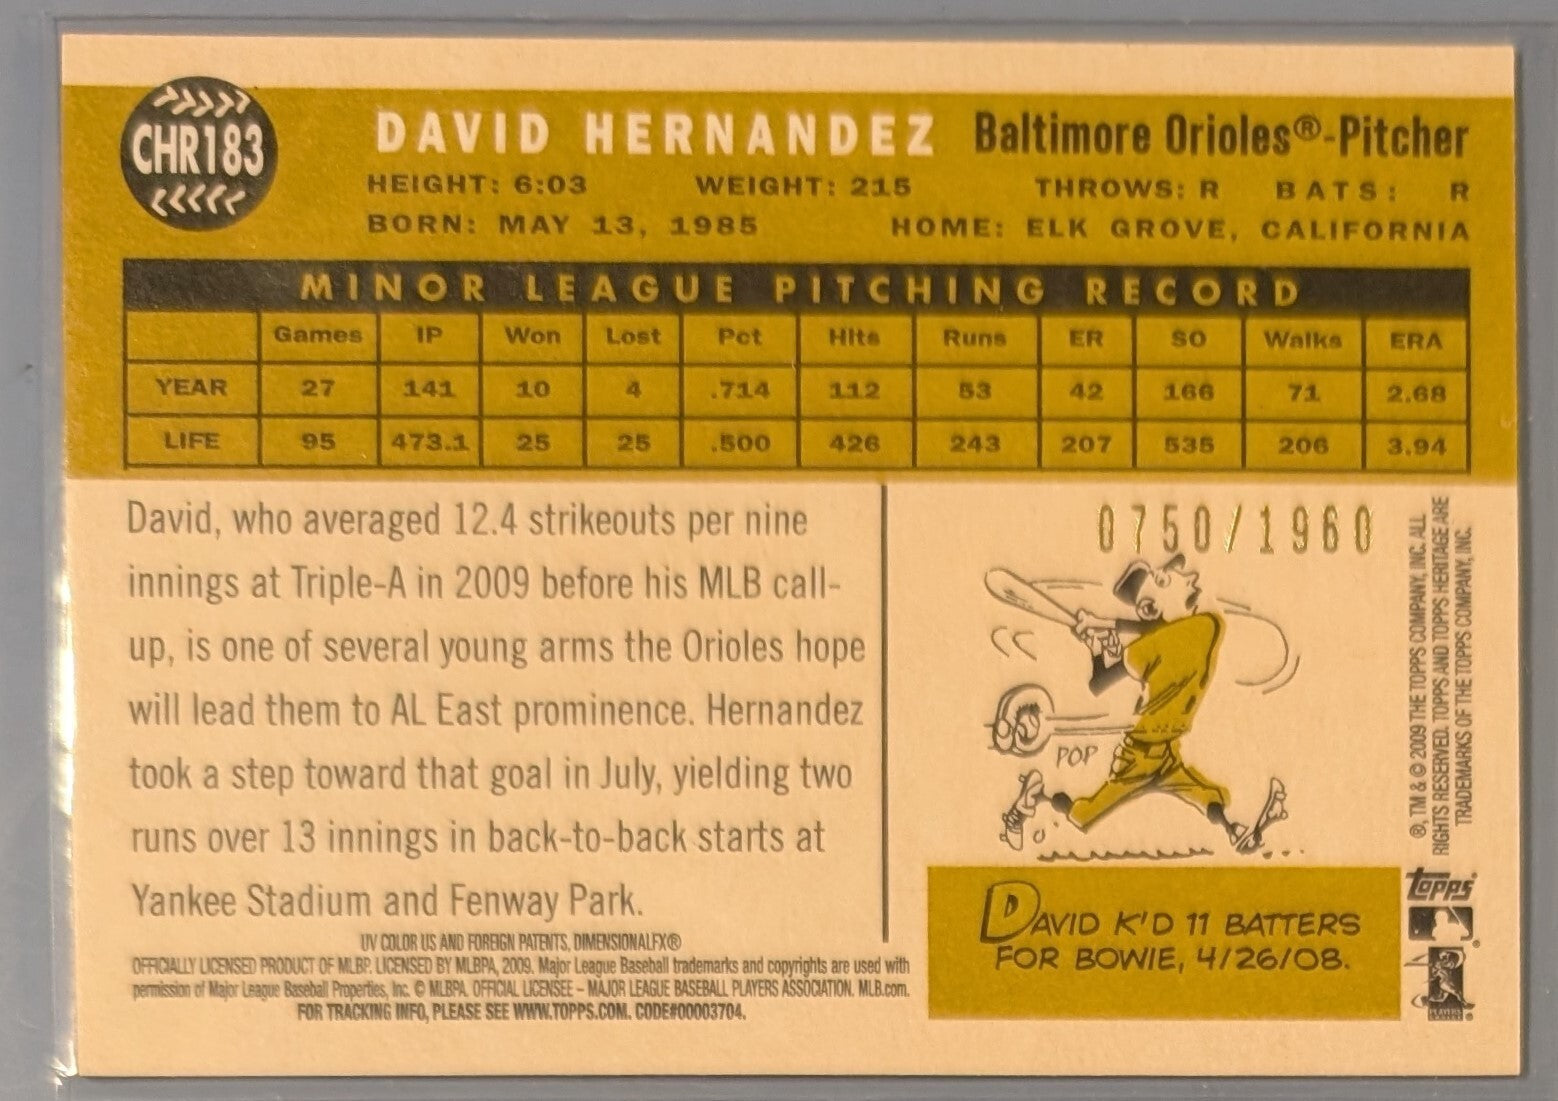 CHR183
DAVID HERNANDEZ Baltimore Orioles®-Pitcher
HEIGHT: 6:03 WEIGHT: 215 THROWS: R BATS: R
BORN: MAY 13, 1985 HOME: ELK GROVE, CALIFORNIA
MINOR LEAGUE PITCHING RECORD
Games IP Won Lost Pct Hits Runs ER SO Walks ERA
YEAR 27 141 10 4 .714 112 53 42 166 71 2.68
LIFE 95 473.1 25 25 .500 426 243 207 535 206 3.94
David, who averaged 12.4 strikeouts per nine
innings at Triple-A in 2009 before his MLB call-
up, is one of several young arms the Orioles hope
will lead them to AL East prominence. Hernandez
took a step toward that goal in July, yielding two
runs over 13 innings in back-to-back starts at
Yankee Stadium and Fenway Park.
UV COLOR US AND FOREIGN PATENTS, DIMENSIONALFX®
OFFICIALLY LICENSED PRODUCT OF MLBP. LICENSED BY MLBPA, 2009. Major League Baseball trademarks and copyrights are used with
permission of Major League Baseball Properties, Inc. © MLBPA. OFFICIAL LICENSEE – MAJOR LEAGUE BASEBALL PLAYERS ASSOCIATION. MLB.com.
FOR TRACKING INFO, PLEASE SEE WWW.TOPPS.COM. CODE#00003704.
0750/1960
POP
DAVID K'D 11 BATTERS
FOR BOWIE, 4/26/08.
®, TM & © 2009 THE TOPPS COMPANY, INC. ALL
RIGHTS RESERVED. TOPPS AND TOPPS HERITAGE ARE
TRADEMARKS OF THE TOPPS COMPANY, INC.
TOPPS®
PLAYERS